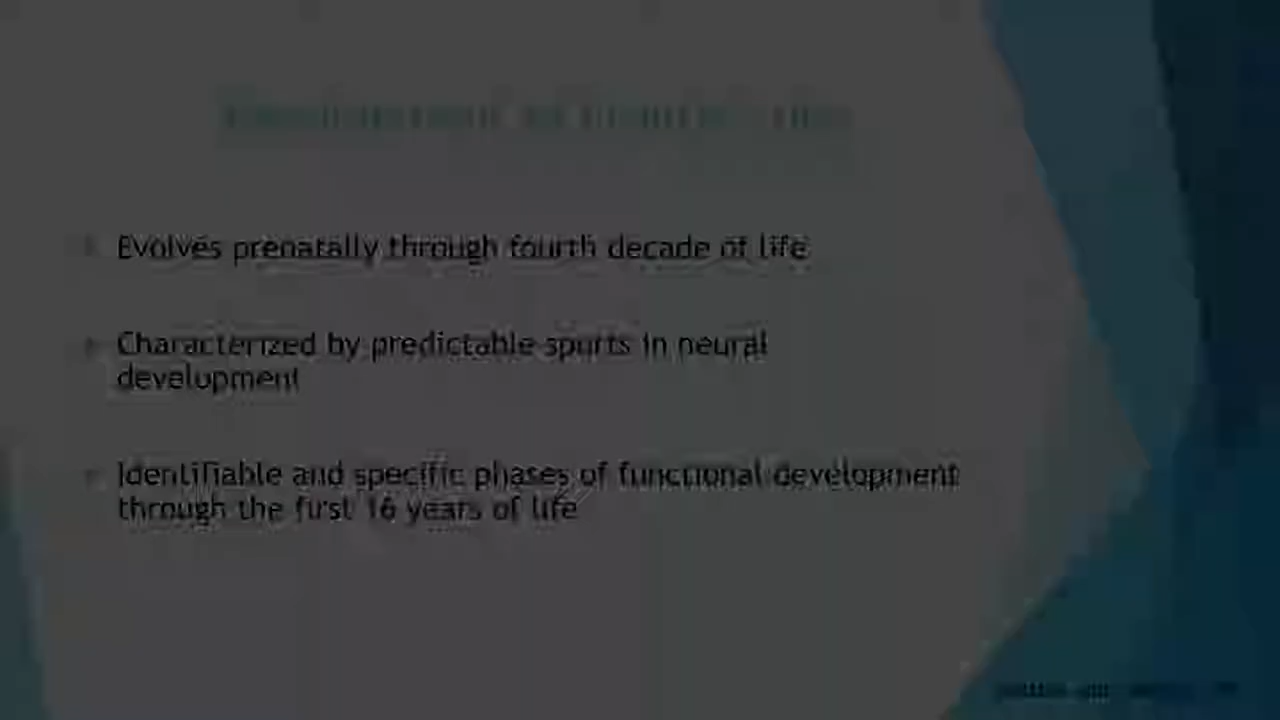 Evolves prenatally through fourth decade of life
Characterized by predictable spurts in neural
development
Identifiable and specific phases of functional development
through the first 16 years of life